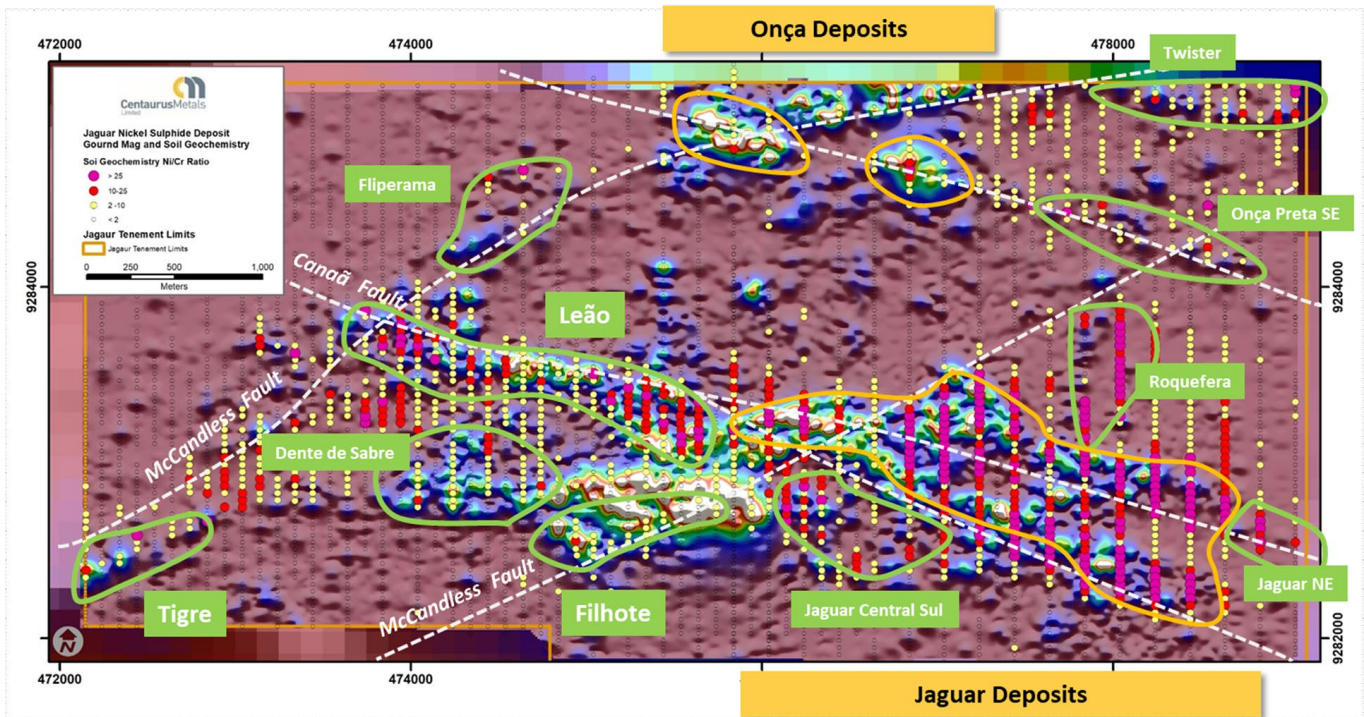 Onça Deposits
472000
474000
478000
Twister
CentaurusMetals
Limited
Jaguar Nickel Sulphide Deposit
Gournd Mag and Soil Geochemistry
Soi Geochemistry Ni/Cr Ratio
> 25
10-25
2 -10
< 2
Jagaur Tenement Limits
Jagaur Tenement Limits
0 250 500 1,000
Meters
Fliperama
Onça Preta SE
9284000
9284000
Canaã Fault
Leão
Roquefera
McCandless Fault
Dente de Sabre
Tigre
McCandless Fault
Filhote
Jaguar Central Sul
Jaguar NE
9282000
N
472000
474000
478000
Jaguar Deposits